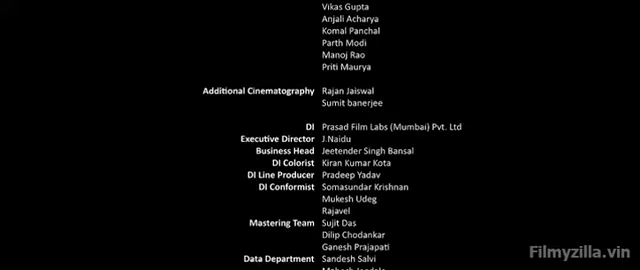 Vikas Gupta
Anjali Acharya
Komal Panchal
Parth Modi
Manoj Rao
Priti Maurya
Additional Cinematography Rajan Jaiswal
Sumit banerjee
DI Prasad Film Labs (Mumbai) Pvt. Ltd
Executive Director J.Naidu
Business Head Jeetender Singh Bansal
DI Colorist Kiran Kumar Kota
DI Line Producer Pradeep Yadav
DI Conformist Somasundar Krishnan
Mukesh Udeg
Rajavel
Mastering Team Sujit Das
Dilip Chodankar
Ganesh Prajapati
Data Department Sandesh Salvi
Filmyzilla.vin